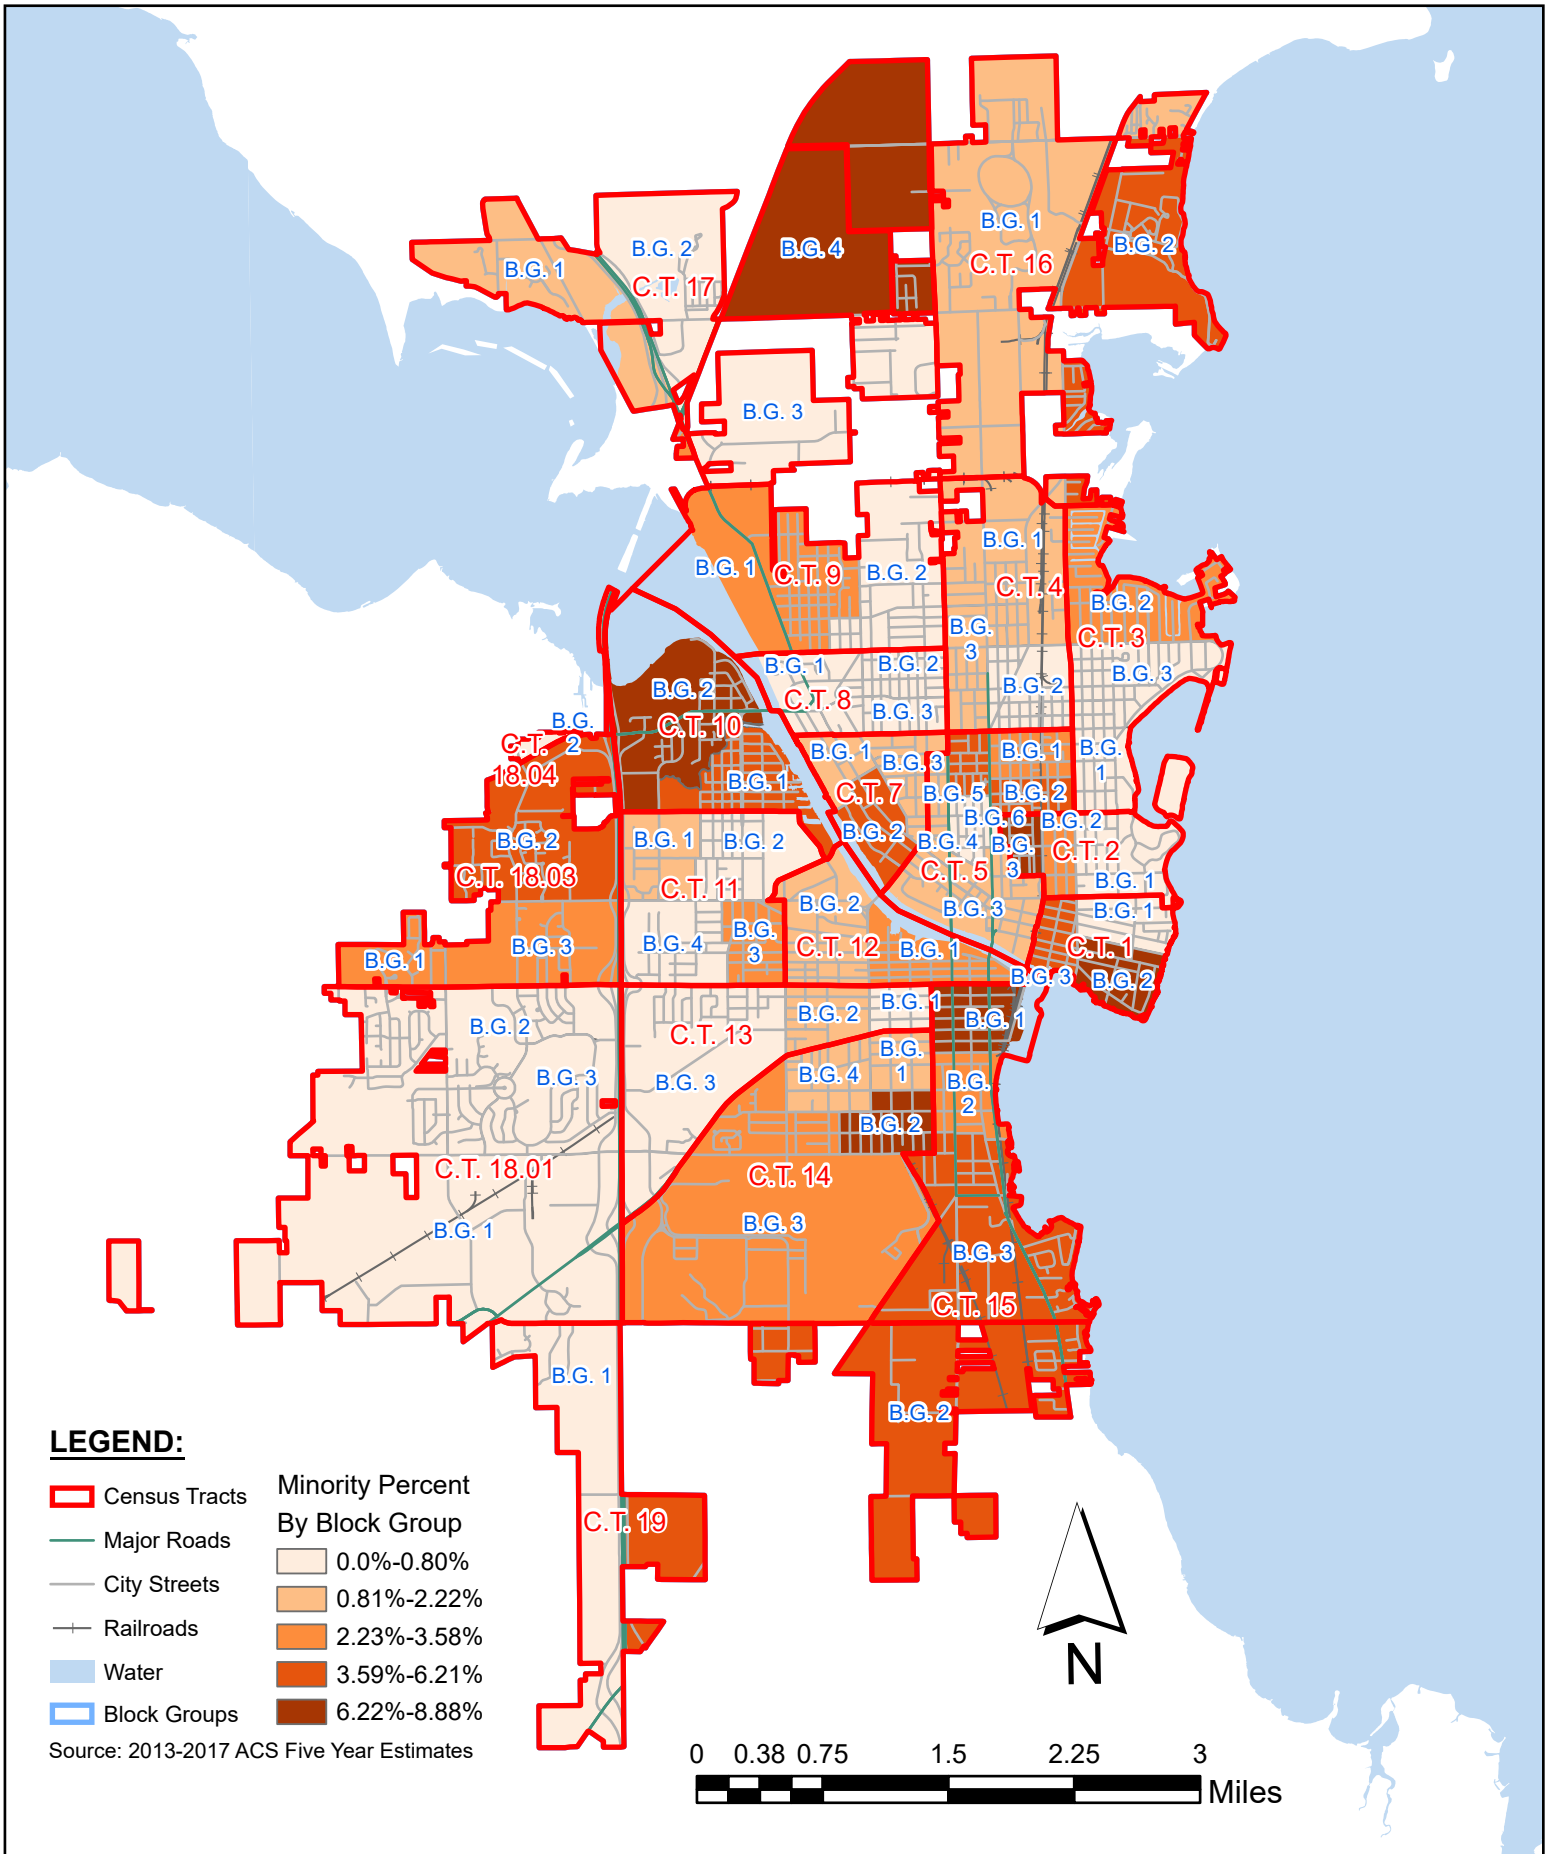 B.G. 1
B.G. 2
C.T. 17
B.G. 4
B.G. 1
C.T. 16
B.G. 2
B.G. 3
B.G. 1
C.T. 9
B.G. 2
B.G. 1
C.T. 4
B.G.
3
B.G. 2
B.G. 2
C.T. 3
B.G. 3
B.G.
1
B.G. 1
B.G. 2
C.T. 8
B.G. 3
B.G. 2
C.T. 10
B.G. 1
B.G.
2
C.T.
18.04
B.G. 2
C.T. 18.03
B.G. 1
B.G. 3
B.G. 1
B.G. 3
C.T. 7
B.G. 2
B.G. 1
B.G. 2
B.G. 5
B.G. 6
B.G. 4
B.G.
3
C.T. 5
B.G. 3
B.G. 2
C.T. 2
B.G. 1
B.G. 1
C.T. 1
B.G. 2
B.G. 3
B.G. 1
B.G. 2
C.T. 11
B.G. 4
B.G.
3
B.G. 2
C.T. 12
B.G. 1
B.G. 2
B.G. 3
C.T. 18.01
B.G. 1
C.T. 13
B.G. 3
B.G. 2
B.G. 1
B.G. 4
B.G.
1
B.G. 2
C.T. 14
B.G. 3
B.G. 1
B.G.
2
B.G. 3
C.T. 15
B.G. 2
B.G. 1
C.T. 19
LEGEND:
Census Tracts
Major Roads
City Streets
Railroads
Water
Block Groups
Minority Percent
By Block Group
0.0%-0.80%
0.81%-2.22%
2.23%-3.58%
3.59%-6.21%
6.22%-8.88%
Source: 2013-2017 ACS Five Year Estimates
N
0 0.38 0.75 1.5 2.25 3
Miles